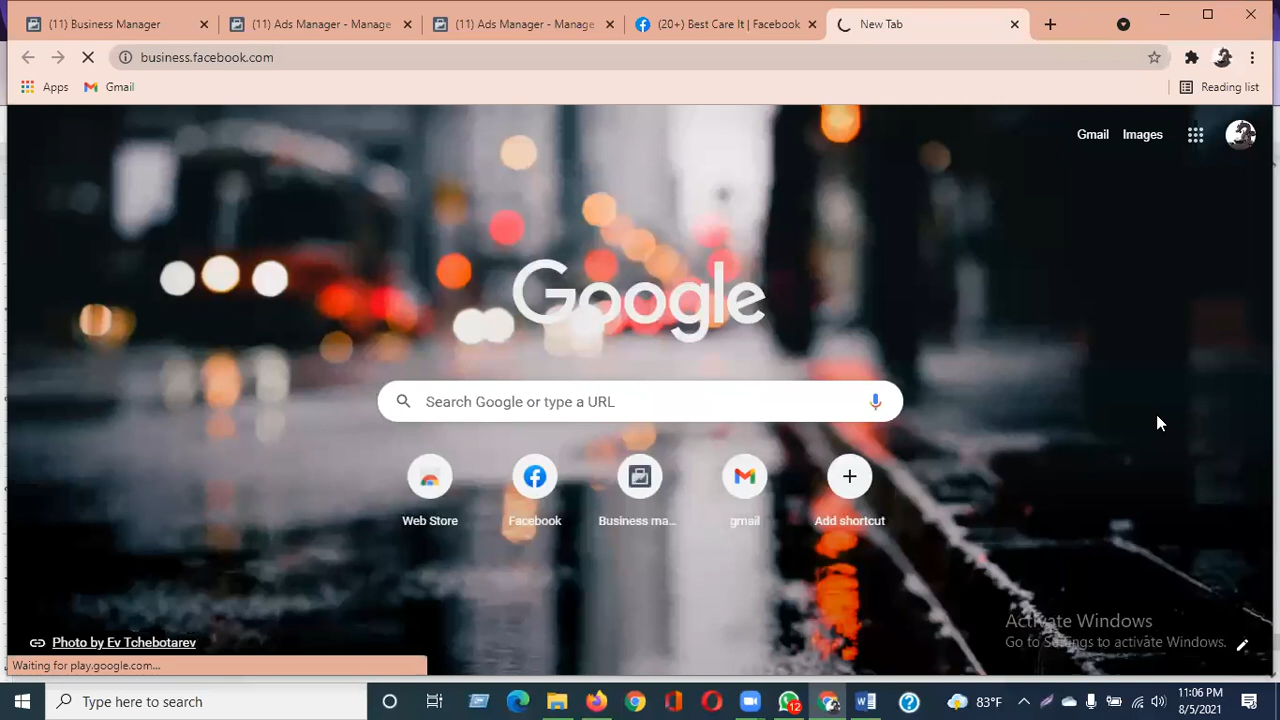 (11) Business Manager
(11) Ads Manager - Manage
(11) Ads Manager - Manage
(20+) Best Care It | Facebook
New Tab
business.facebook.com
Apps
Gmail
Reading list
Gmail
Images
Google
Search Google or type a URL
Web Store
Facebook
Business ma...
gmail
Add shortcut
Photo by Ev Tchebotarev
Activate Windows
Go to Settings to activate Windows.
Waiting for play.google.com...
Type here to search
12
83°F
11:06 PM
8/5/2021